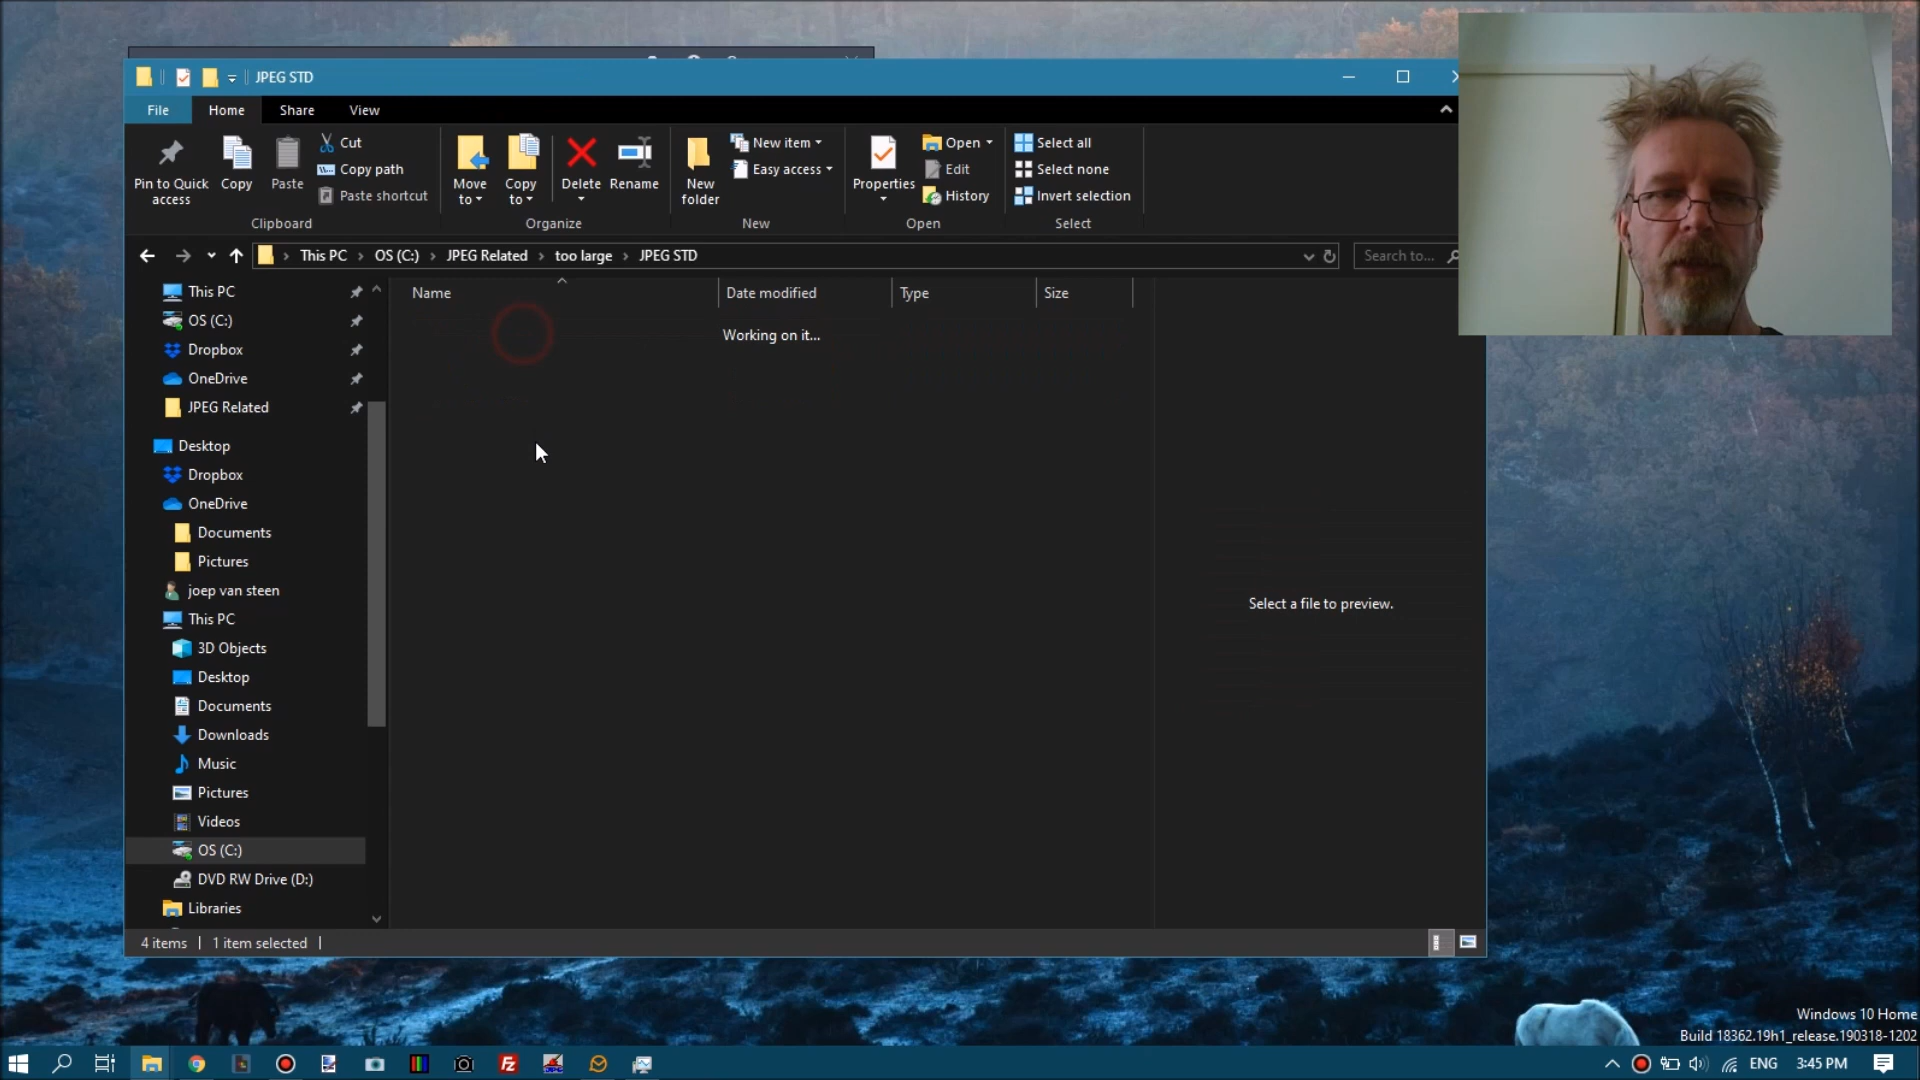 JPEG STD
File Home Share View
Pin to Quick access
Copy
Paste
Cut
Copy path
Paste shortcut
Clipboard
Move to
Copy to
Delete
Rename
Organize
New folder
New item
Easy access
New
Properties
Open
Edit
History
Open
Select all
Select none
Invert selection
Select
This PC OS (C:) JPEG Related too large JPEG STD
Search to...
Name Date modified Type Size
Working on it...
Select a file to preview.
This PC
OS (C:)
Dropbox
OneDrive
JPEG Related
Desktop
Dropbox
OneDrive
Documents
Pictures
joep van steen
This PC
3D Objects
Desktop
Documents
Downloads
Music
Pictures
Videos
OS (C:)
DVD RW Drive (D:)
Libraries
4 items 1 item selected
Windows 10 Home
Build 18362.19h1_release.190318-1202
Fz
ENG 3:45 PM